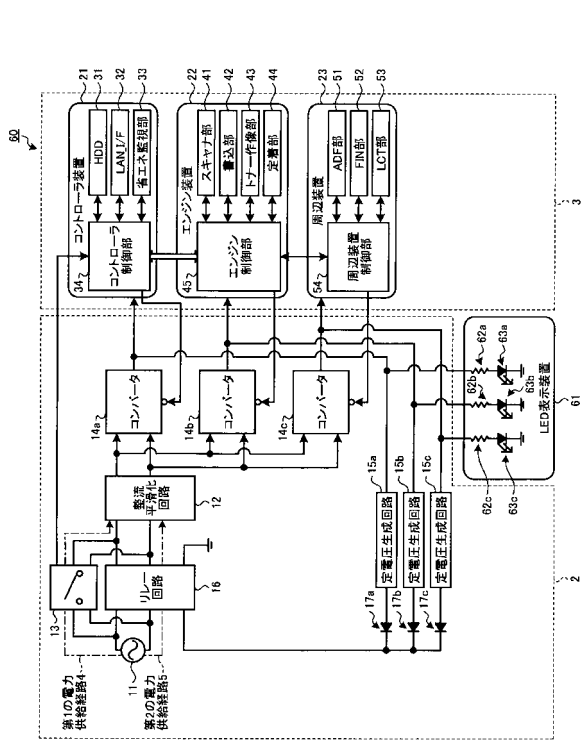 60
コントローラ装置
21
HDD
31
LAN_I/F
32
省エネ監視部
33
コントローラ
制御部
34
エンジン装置
22
スキャナ部
41
書込部
42
トナー作像部
43
定着部
44
エンジン
制御部
45
周辺装置
23
ADF部
51
FIN部
52
LCT部
53
周辺装置
制御部
54
3
コンバータ
14a
コンバータ
14b
コンバータ
14c
整流
平滑化
回路
12
13
リレー
回路
16
11
第1の電力
供給経路4
第2の電力
供給経路5
定電圧生成回路
15a
定電圧生成回路
15b
定電圧生成回路
15c
17a
17b
17c
62a
63a
62b
63b
62c
63c
LED表示装置
61
2